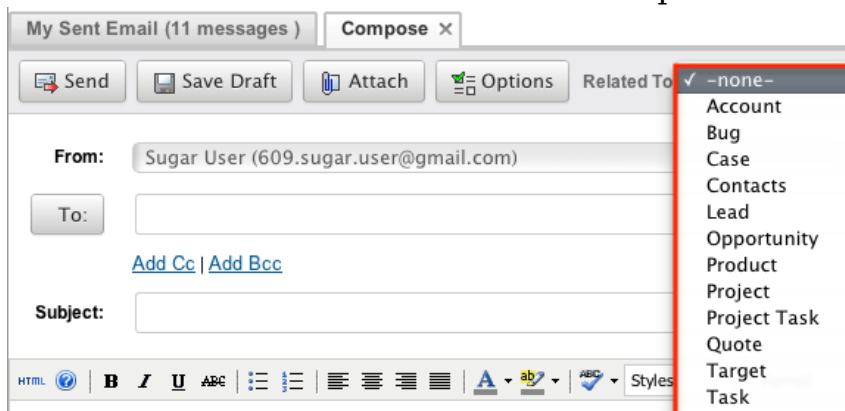 My Sent Email (11 messages )
Compose ×
Send
Save Draft
Attach
Options
Related To
✓ -none-
Account
Bug
Case
Contacts
Lead
Opportunity
Product
Project
Project Task
Quote
Target
Task
From:
Sugar User (609.sugar.user@gmail.com)
To:
Add Cc | Add Bcc
Subject:
HTML ? B I U ABC A ab ABC Styles